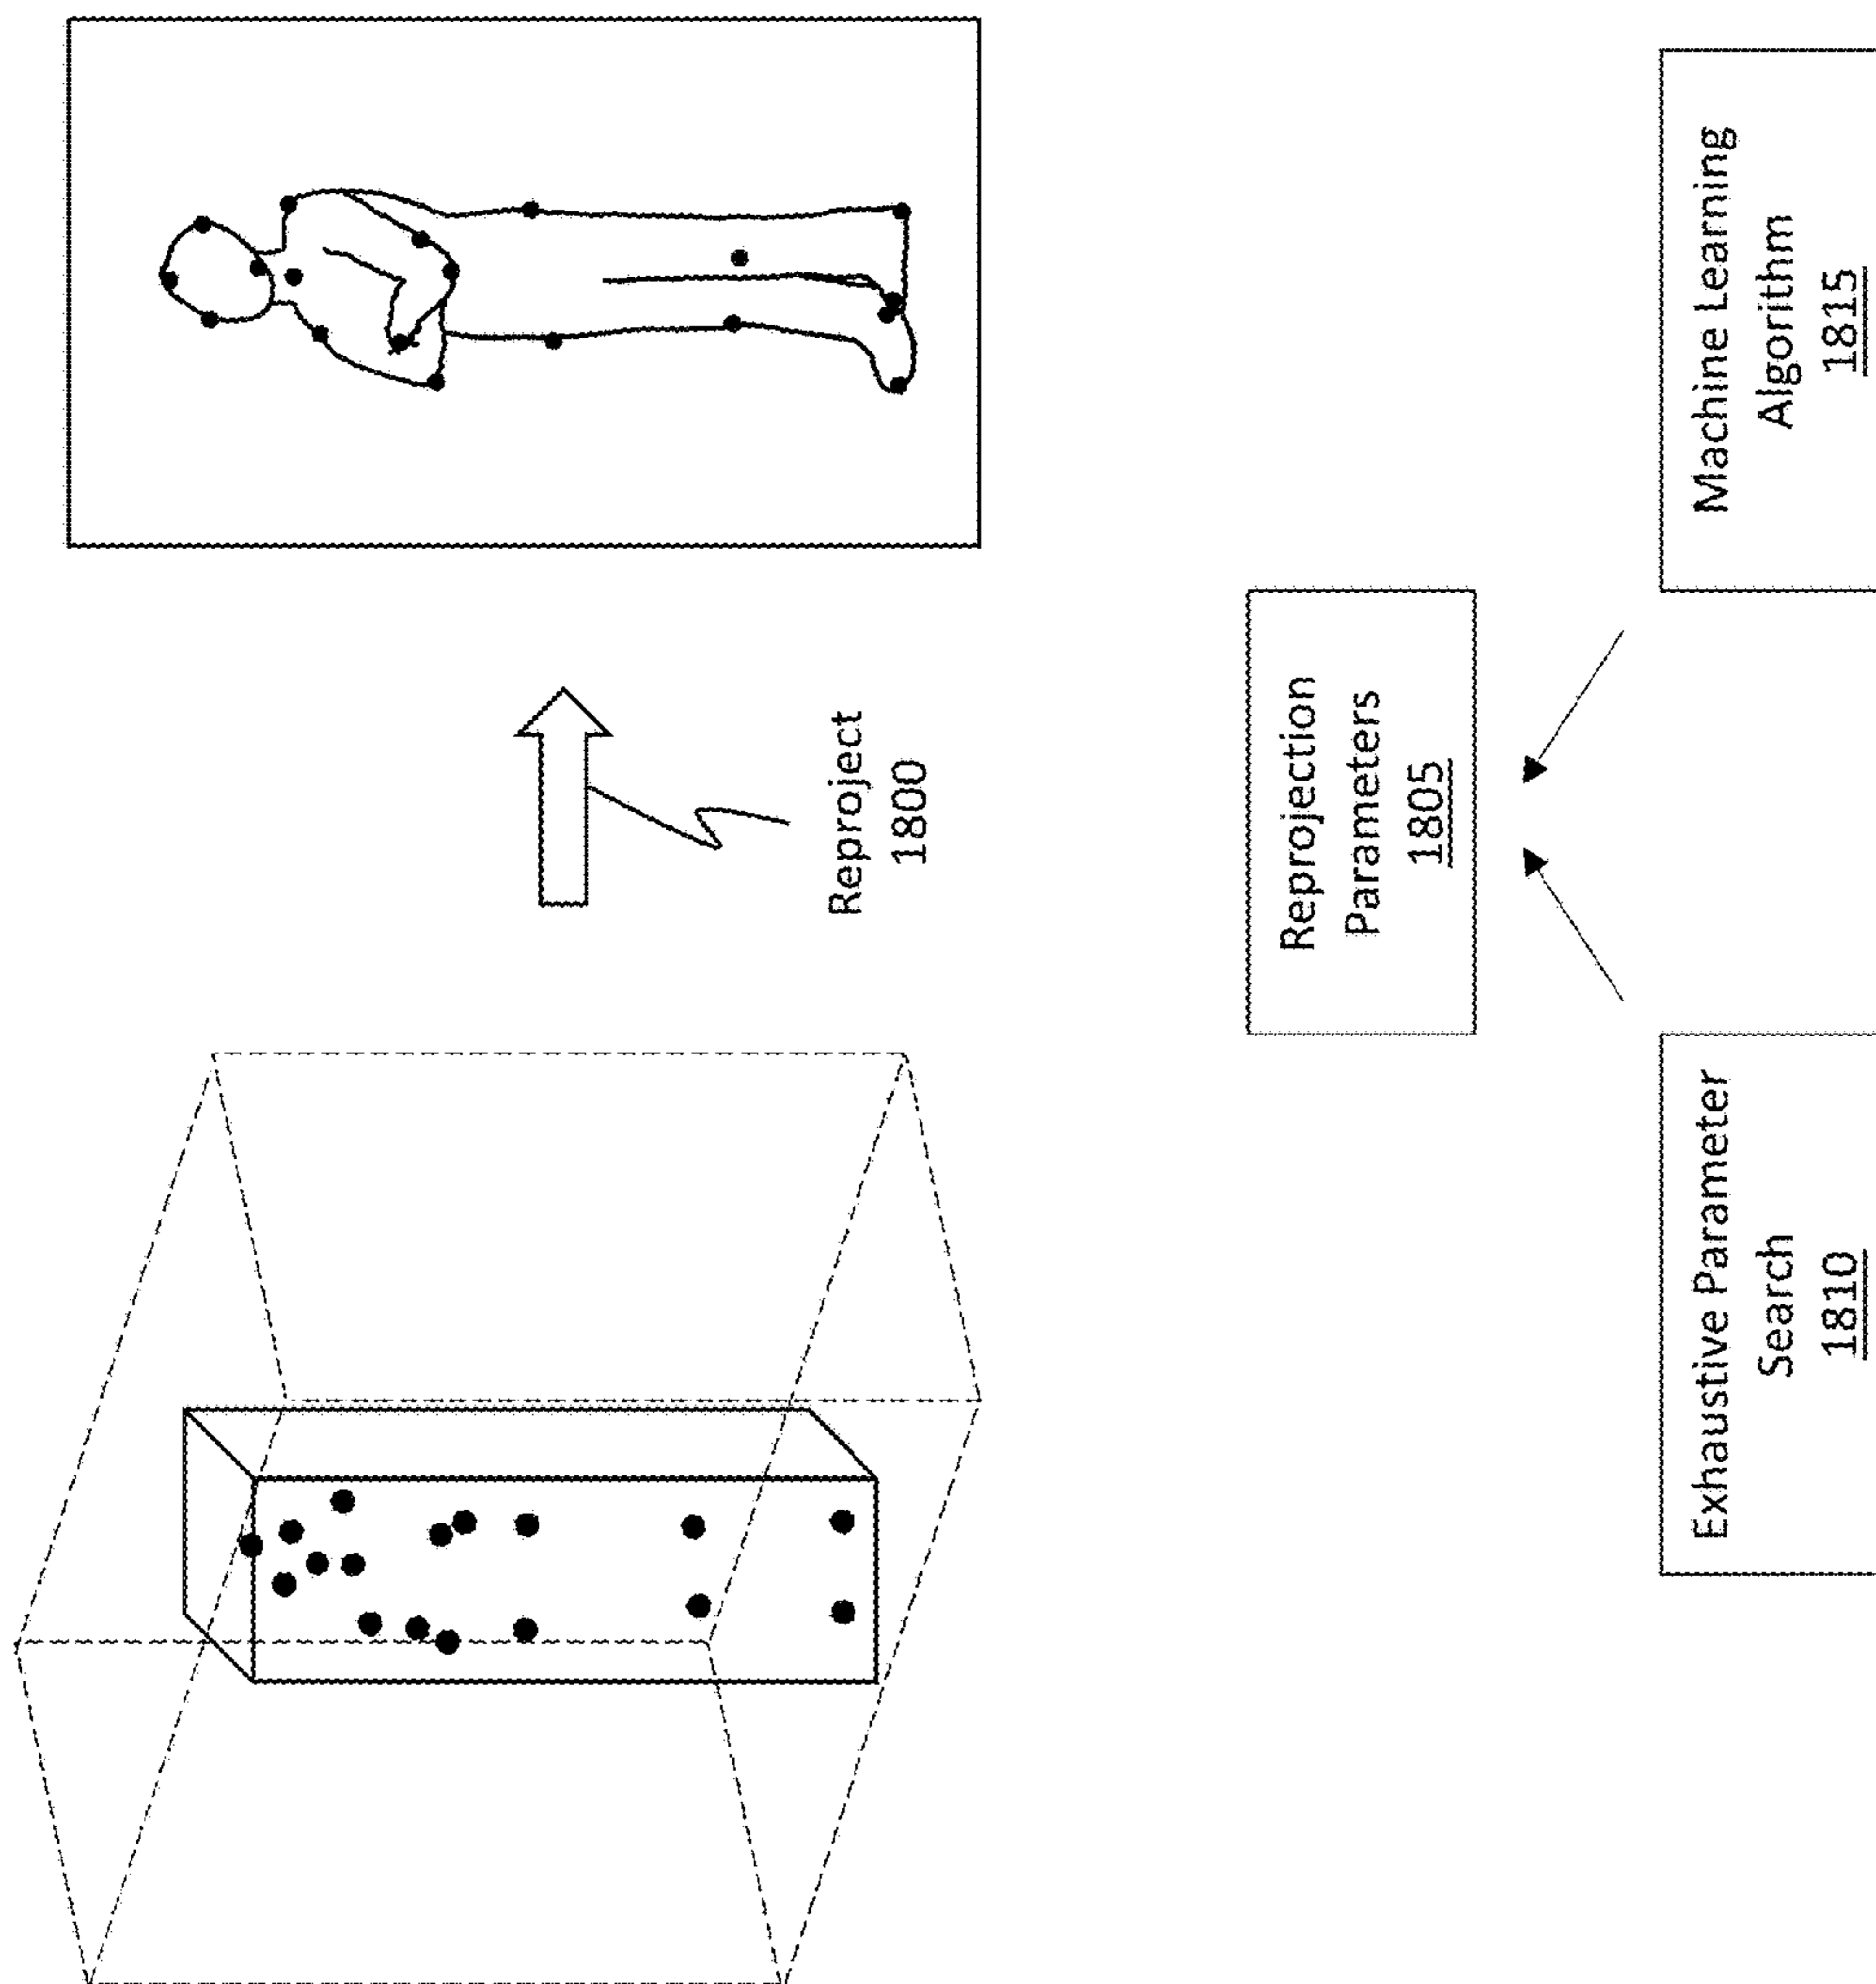 Reproject
1800
Reprojection
Parameters
1805
Exhaustive Parameter
Search
1810
Machine Learning
Algorithm
1815